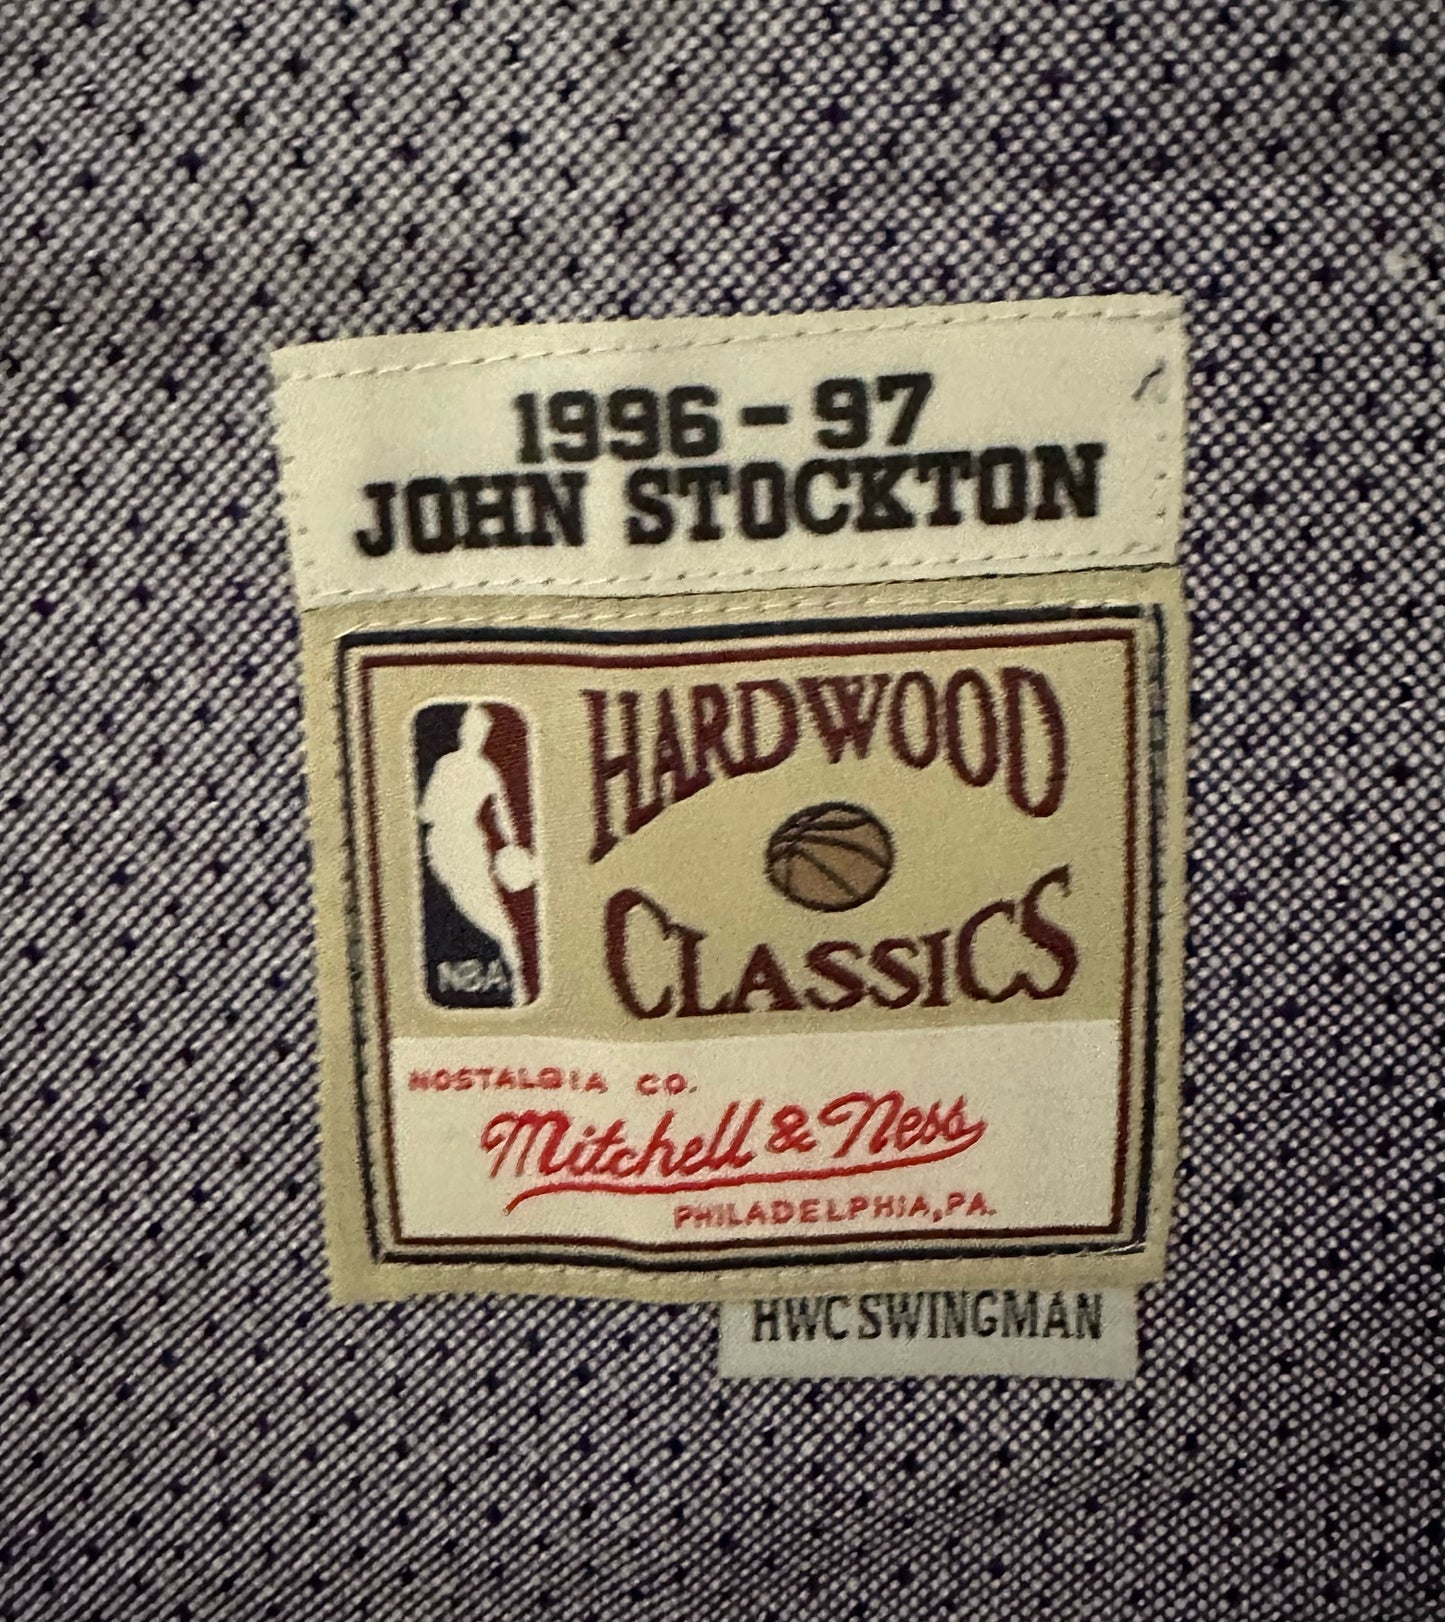 1996 - 97
JOHN STOCKTON
HARDWOOD
CLASSICS
NBA
NOSTALGIA CO.
Mitchell & Ness
PHILADELPHIA, PA.
HWC SWINGMAN